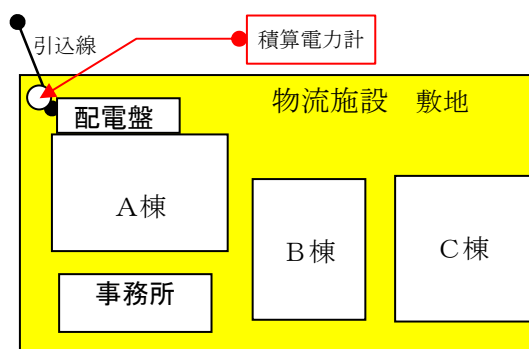 引込線
積算電力計
物流施設　敷地
配電盤
A棟
B棟
C棟
事務所